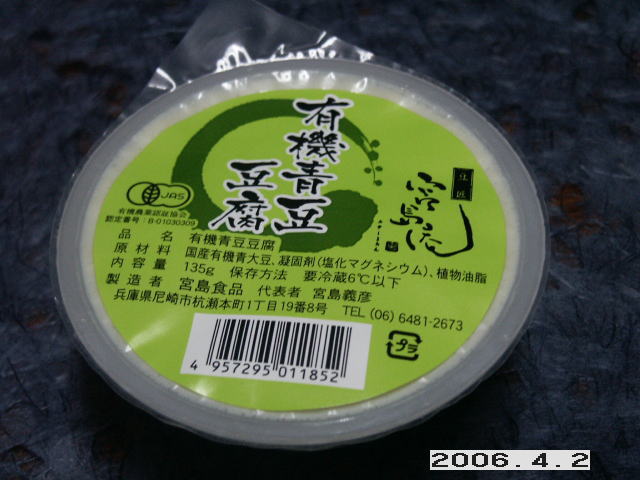 有機青豆
豆腐
豆匠
JAS
有機農業認証協会
認定番号:B-01030309
品 名 有機青豆豆腐
原材料 国産有機青大豆、凝固剤(塩化マグネシウム)、植物油脂
内容量 135g 保存方法 要冷蔵6℃以下
製造者 宮島食品 代表者 宮島義彦
兵庫県尼崎市杭瀬本町1丁目19番8号 TEL (06) 6481-2673
4 957295 011852
プラ
2006. 4. 2